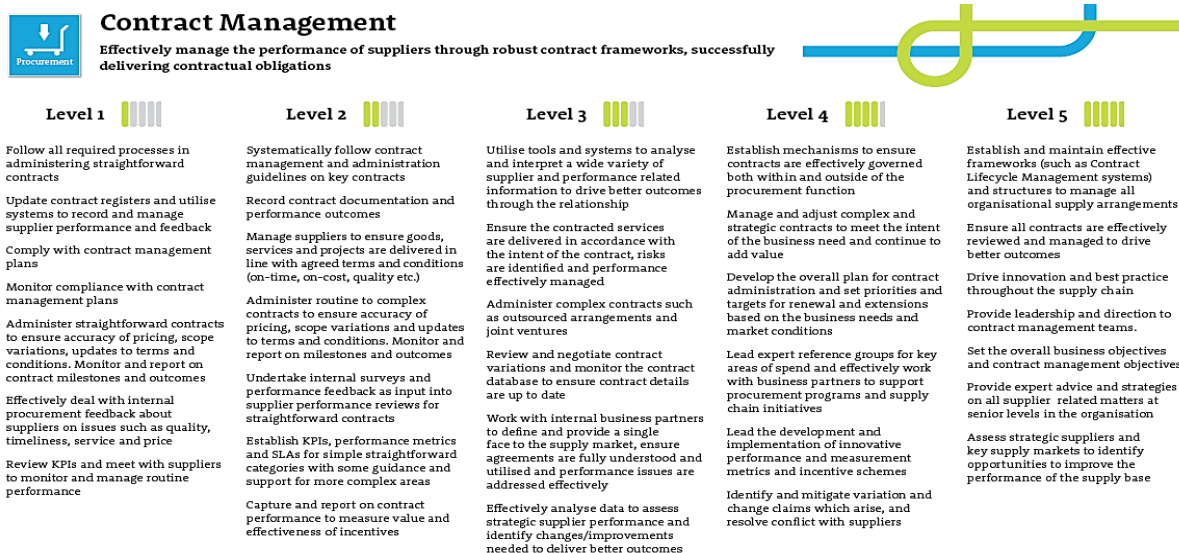 Procurement
Contract Management
Effectively manage the performance of suppliers through robust contract frameworks, successfully
delivering contractual obligations
Level 1
Follow all required processes in
administering straightforward
contracts
Update contract registers and utilise
systems to record and manage
supplier performance and feedback
Comply with contract management
plans
Monitor compliance with contract
management plans
Administer straightforward contracts
to ensure accuracy of pricing, scope
variations, updates to terms and
conditions. Monitor and report on
contract milestones and outcomes
Effectively deal with internal
procurement feedback about
suppliers on issues such as quality,
timeliness, service and price
Review KPIs and meet with suppliers
to monitor and manage routine
performance
Level 2
Systematically follow contract
management and administration
guidelines on key contracts
Record contract documentation and
performance outcomes
Manage suppliers to ensure goods,
services and projects are delivered in
line with agreed terms and conditions
(on-time, on-cost, quality etc.)
Administer routine to complex
contracts to ensure accuracy of
pricing, scope variations and updates
to terms and conditions. Monitor and
report on milestones and outcomes
Undertake internal surveys and
performance feedback as input into
supplier performance reviews for
straightforward contracts
Establish KPIs, performance metrics
and SLAs for simple straightforward
categories with some guidance and
support for more complex areas
Capture and report on contract
performance to measure value and
effectiveness of incentives
Level 3
Utilise tools and systems to analyse
and interpret a wide variety of
supplier and performance related
information to drive better outcomes
through the relationship
Ensure the contracted services
are delivered in accordance with
the intent of the contract, risks
are identified and performance
effectively managed
Administer complex contracts such
as outsourced arrangements and
joint ventures
Review and negotiate contract
variations and monitor the contract
database to ensure contract details
are up to date
Work with internal business partners
to define and provide a single
face to the supply market, ensure
agreements are fully understood and
utilised and performance issues are
addressed effectively
Effectively analyse data to assess
strategic supplier performance and
identify changes/improvements
needed to deliver better outcomes
Level 4
Establish mechanisms to ensure
contracts are effectively governed
both within and outside of the
procurement function
Manage and adjust complex and
strategic contracts to meet the intent
of the business need and continue to
add value
Develop the overall plan for contract
administration and set priorities and
targets for renewal and extensions
based on the business needs and
market conditions
Lead expert reference groups for key
areas of spend and effectively work
with business partners to support
procurement programs and supply
chain initiatives
Lead the development and
implementation of innovative
performance and measurement
metrics and incentive schemes
Identify and mitigate variation and
change claims which arise, and
resolve conflict with suppliers
Level 5
Establish and maintain effective
frameworks (such as Contract
Lifecycle Management systems)
and structures to manage all
organisational supply arrangements
Ensure all contracts are effectively
reviewed and managed to drive
better outcomes
Drive innovation and best practice
throughout the supply chain
Provide leadership and direction to
contract management teams.
Set the overall business objectives
and contract management objectives
Provide expert advice and strategies
on all supplier related matters at
senior levels in the organisation
Assess strategic suppliers and
key supply markets to identify
opportunities to improve the
performance of the supply base